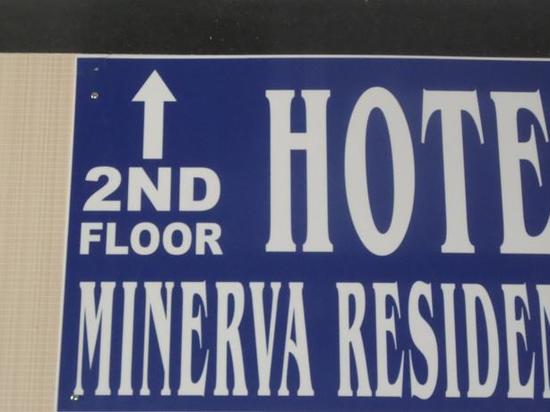 2ND
FLOOR
HOTE
MINERVA RESIDEN